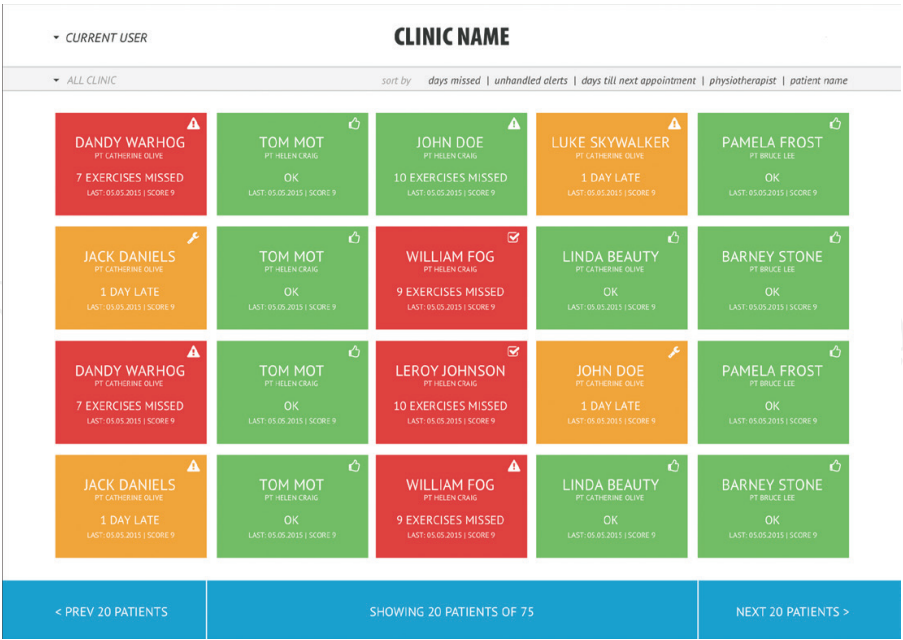 CURRENT USER
CLINIC NAME
ALL CLINIC
sort by days missed | unhandled alerts | days till next appointment | physiotherapist | patient name
DANDY WARHOG
PT CATHERINE OLIVE
7 EXERCISES MISSED
LAST: 05.05.2015 | SCORE 9
TOM MOT
PT HELEN CRAIG
OK
LAST: 05.05.2015 | SCORE 9
JOHN DOE
PT HELEN CRAIG
10 EXERCISES MISSED
LAST: 05.05.2015 | SCORE 9
LUKE SKYWALKER
PT CATHERINE OLIVE
1 DAY LATE
LAST: 05.05.2015 | SCORE 9
PAMELA FROST
PT BRUCE LEE
OK
LAST: 05.05.2015 | SCORE 9
JACK DANIELS
PT CATHERINE OLIVE
1 DAY LATE
LAST: 05.05.2015 | SCORE 9
TOM MOT
PT HELEN CRAIG
OK
LAST: 05.05.2015 | SCORE 9
WILLIAM FOG
PT HELEN CRAIG
9 EXERCISES MISSED
LAST: 05.05.2015 | SCORE 9
LINDA BEAUTY
PT CATHERINE OLIVE
OK
LAST: 05.05.2015 | SCORE 9
BARNEY STONE
PT BRUCE LEE
OK
LAST: 05.05.2015 | SCORE 9
DANDY WARHOG
PT CATHERINE OLIVE
7 EXERCISES MISSED
LAST: 05.05.2015 | SCORE 9
TOM MOT
PT HELEN CRAIG
OK
LAST: 05.05.2015 | SCORE 9
LEROY JOHNSON
PT HELEN CRAIG
10 EXERCISES MISSED
LAST: 05.05.2015 | SCORE 9
JOHN DOE
PT CATHERINE OLIVE
1 DAY LATE
LAST: 05.05.2015 | SCORE 9
PAMELA FROST
PT BRUCE LEE
OK
LAST: 05.05.2015 | SCORE 9
JACK DANIELS
PT CATHERINE OLIVE
1 DAY LATE
LAST: 05.05.2015 | SCORE 9
TOM MOT
PT HELEN CRAIG
OK
LAST: 05.05.2015 | SCORE 9
WILLIAM FOG
PT HELEN CRAIG
9 EXERCISES MISSED
LAST: 05.05.2015 | SCORE 9
LINDA BEAUTY
PT CATHERINE OLIVE
OK
LAST: 05.05.2015 | SCORE 9
BARNEY STONE
PT BRUCE LEE
OK
LAST: 05.05.2015 | SCORE 9
< PREV 20 PATIENTS
SHOWING 20 PATIENTS OF 75
NEXT 20 PATIENTS >